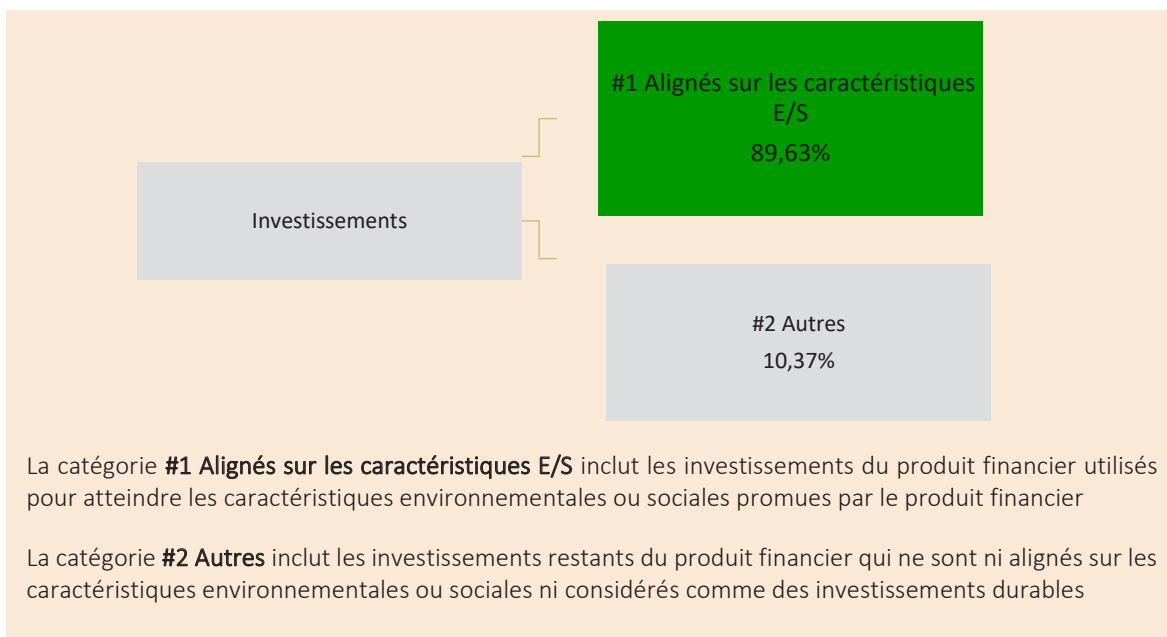 #1 Alignés sur les caractéristiques
E/S
89,63%
Investissements
#2 Autres
10,37%
La catégorie #1 Alignés sur les caractéristiques E/S inclut les investissements du produit financier utilisés
pour atteindre les caractéristiques environnementales ou sociales promues par le produit financier
La catégorie #2 Autres inclut les investissements restants du produit financier qui ne sont ni alignés sur les
caractéristiques environnementales ou sociales ni considérés comme des investissements durables